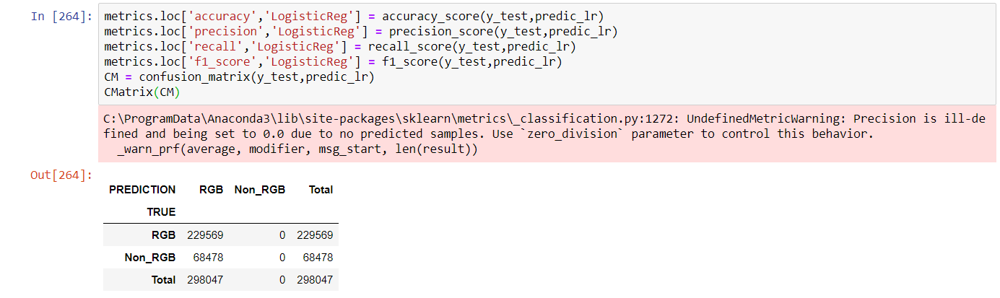 In [264]: metrics.loc['accuracy','LogisticReg'] = accuracy_score(y_test,predic_lr)
metrics.loc['precision','LogisticReg'] = precision_score(y_test,predic_lr)
metrics.loc['recall','LogisticReg'] = recall_score(y_test,predic_lr)
metrics.loc['f1_score','LogisticReg'] = f1_score(y_test,predic_lr)
CM = confusion_matrix(y_test,predic_lr)
CMatrix(CM)
C:\ProgramData\Anaconda3\lib\site-packages\sklearn\metrics\_classification.py:1272: UndefinedMetricWarning: Precision is ill-de
fined and being set to 0.0 due to no predicted samples. Use `zero_division` parameter to control this behavior.
_warn_prf(average, modifier, msg_start, len(result))
Out[264]:
PREDICTION RGB Non_RGB Total
TRUE
RGB 229569 0 229569
Non_RGB 68478 0 68478
Total 298047 0 298047